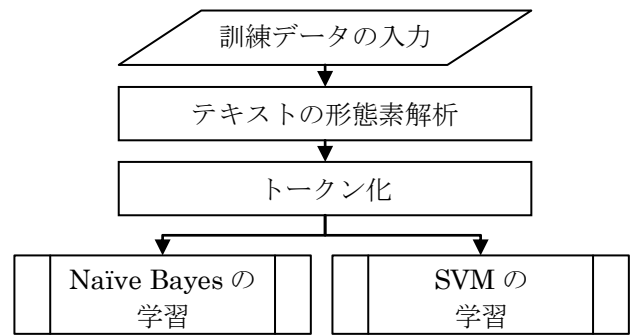 訓練データの入力
テキストの形態素解析
トークン化
Naïve Bayes の
学習
SVM の
学習